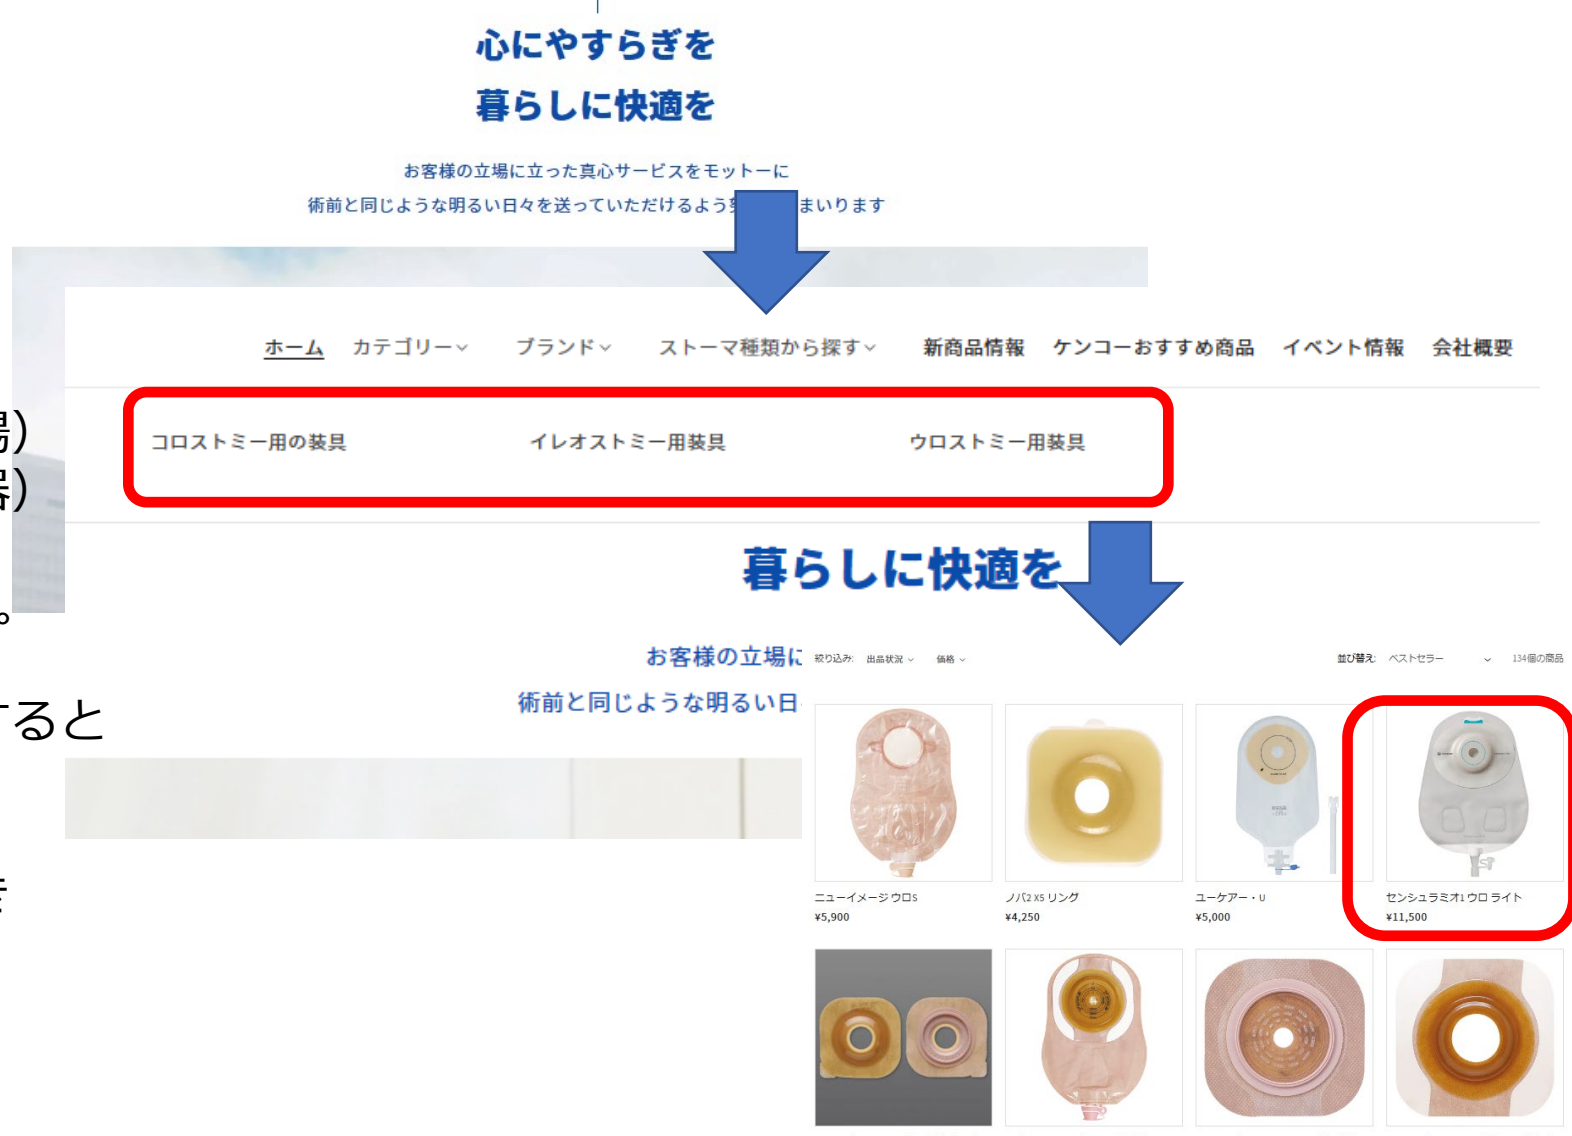 心にやすらぎを
暮らしに快適を
お客様の立場に立った真心サービスをモットーに
術前と同じような明るい日々を送っていただけるよう
まいります
ホーム カテゴリー ブランド ストーマ種類から探す 新商品情報 ケンコーおすすめ商品 イベント情報 会社概要
コロストミー用の装具 イレオストミー用装具 ウロストミー用装具
)
)
。
すると
暮らしに快適を
お客様の立場に
術前と同じような明るい日
絞り込み: 出品状況 価格 並び替え: ベストセラー 134個の商品
ニューイメージ ウロS ノバ2 X5 リング ユーケアー・U センシュラミオ1 ウロ ライト
¥5,900 ¥4,250 ¥5,000 ¥11,500